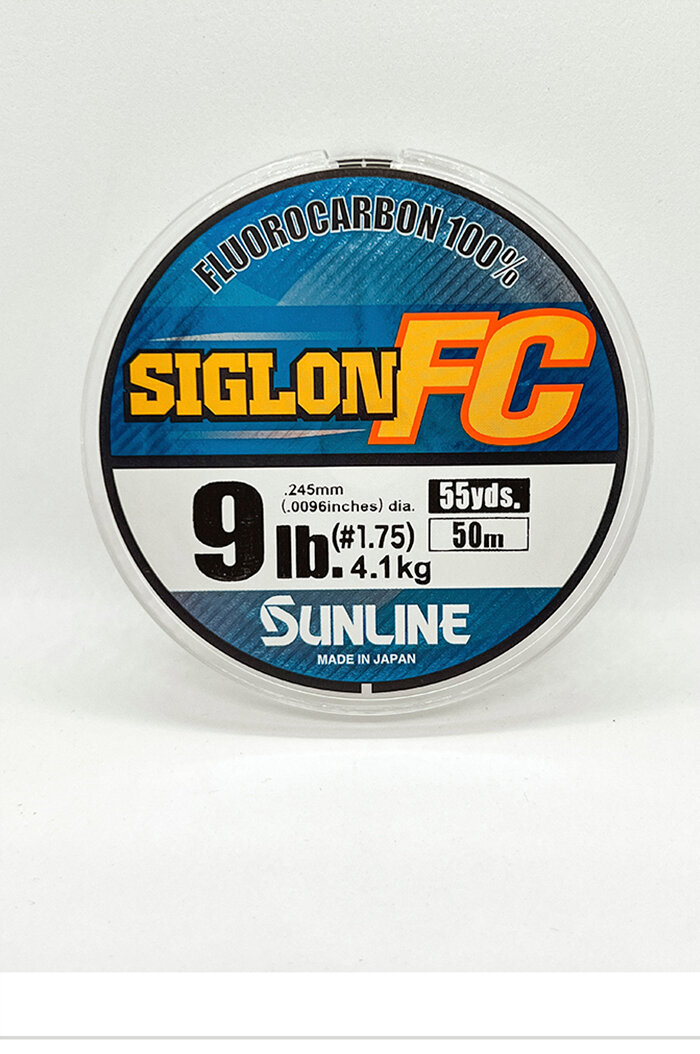 FLUOROCARBON 100%
SIGLON FC
9 lb. (#1.75) 4.1kg
.245mm
(.0096inches) dia.
55yds.
50m
SUNLINE
MADE IN JAPAN